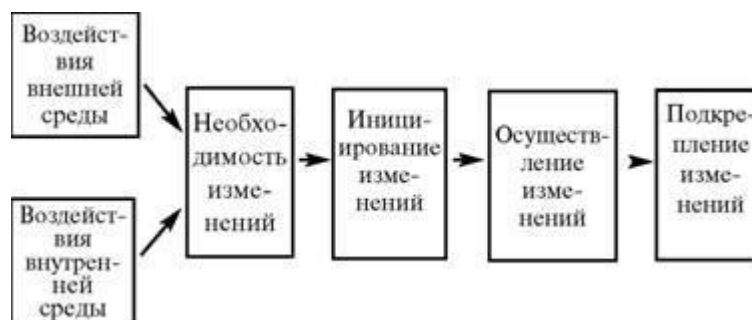 Воздейст-
вия
внешней
среды
Воздейст-
вия
внутрен-
ней
среды
Необхо-
димость
изме-
нений
Иници-
ирование
изме-
нений
Осуществ-
ление
изме-
нений
Подкре-
пление
изме-
нений